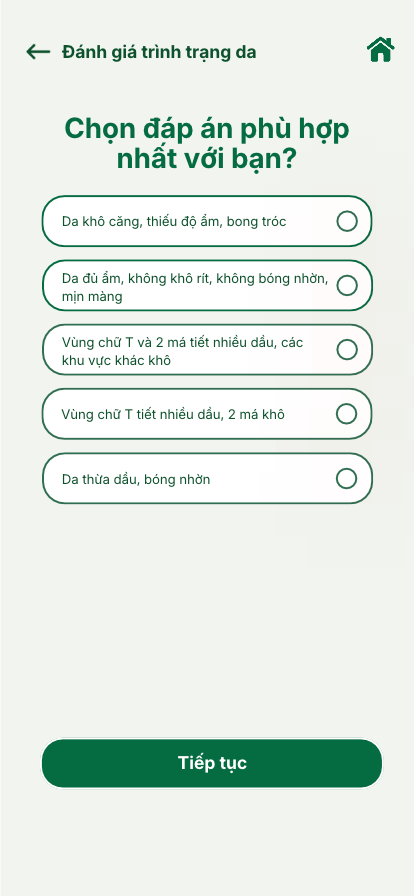 Đánh giá trình trạng da
Chọn đáp án phù hợp
nhất với bạn?
Da khô căng, thiếu độ ẩm, bong tróc
Da đủ ẩm, không khô rít, không bóng nhờn,
mịn màng
Vùng chữ T và 2 má tiết nhiều dầu, các
khu vực khác khô
Vùng chữ T tiết nhiều dầu, 2 má khô
Da thừa dầu, bóng nhờn
Tiếp tục